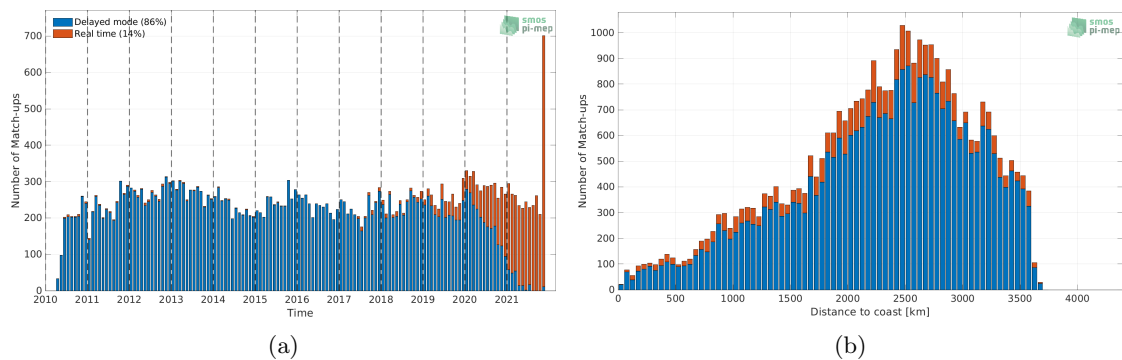 Delayed mode (86%)
Real time (14%)
smos
pi-mep
700
600
500
400
300
200
100
0
2010 2011 2012 2013 2014 2015 2016 2017 2018 2019 2020 2021
Number of Match-ups
Time
(a)
smos
pi-mep
1000
900
800
700
600
500
400
300
200
100
0
0 500 1000 1500 2000 2500 3000 3500 4000
Number of Match-ups
Distance to coast [km]
(b)